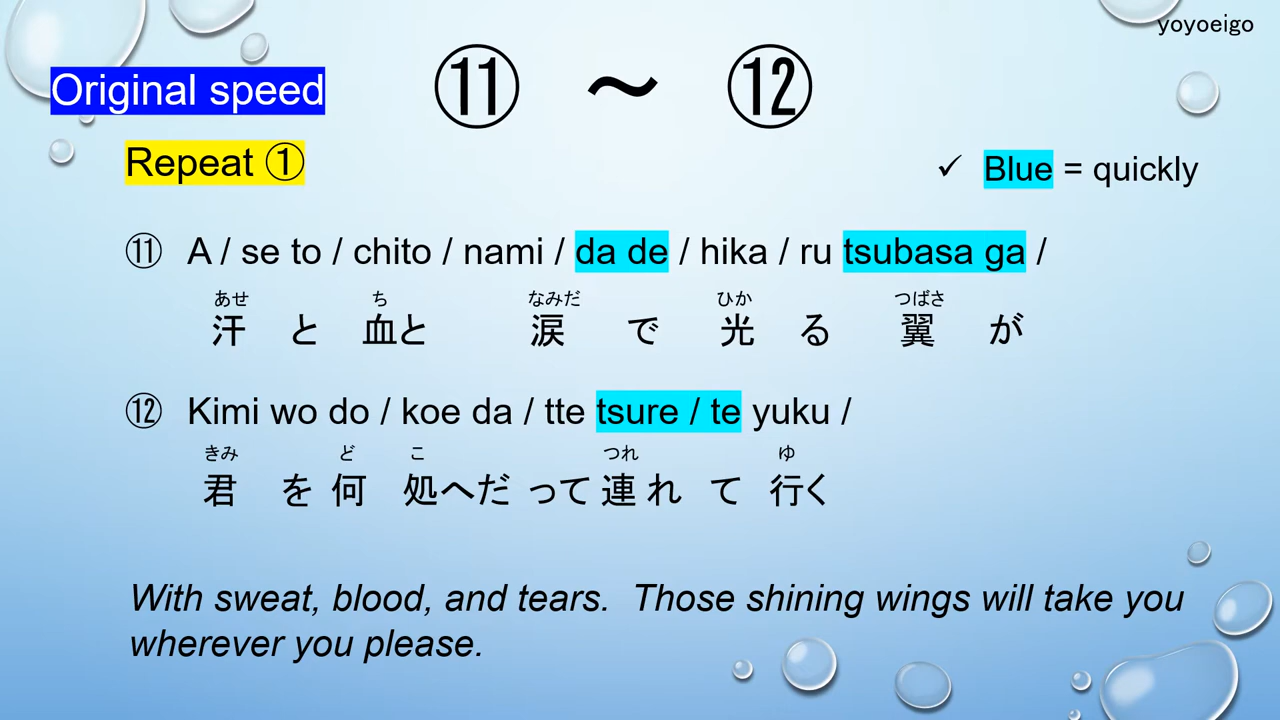 yoyoeigo
⑪ ～ ⑫
Original speed
Repeat ①
✓ Blue = quickly
⑪ A / se to / chito / nami / da de / hika / ru tsubasa ga /
あせ ち なみだ ひか つばさ
汗 と 血と 涙 で 光 る 翼 が
⑫ Kimi wo do / koe da / tte tsure / te yuku /
きみ ど こ つれ ゆ
君 を 何 処へだ って 連 れ て 行く
With sweat, blood, and tears. Those shining wings will take you
wherever you please.